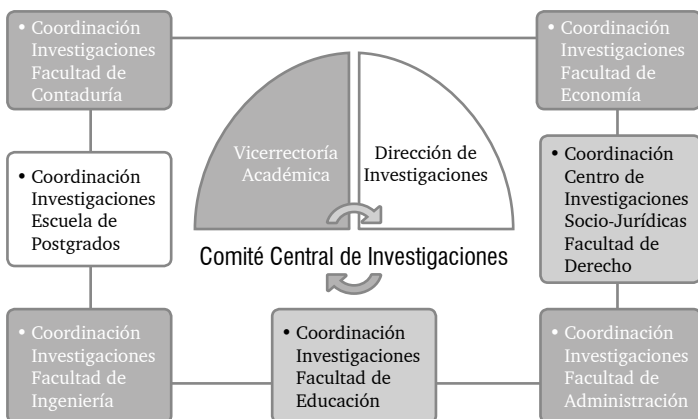 • Coordinación
Investigaciones
Facultad de
Contaduría
• Coordinación
Investigaciones
Facultad de
Economía
Vicerrectoría
Académica
Dirección de
Investigaciones
• Coordinación
Investigaciones
Escuela de
Postgrados
• Coordinación
Centro de
Investigaciones
Socio-Jurídicas
Facultad de
Derecho
Comité Central de Investigaciones
• Coordinación
Investigaciones
Facultad de
Ingeniería
• Coordinación
Investigaciones
Facultad de
Educación
• Coordinación
Investigaciones
Facultad de
Administración